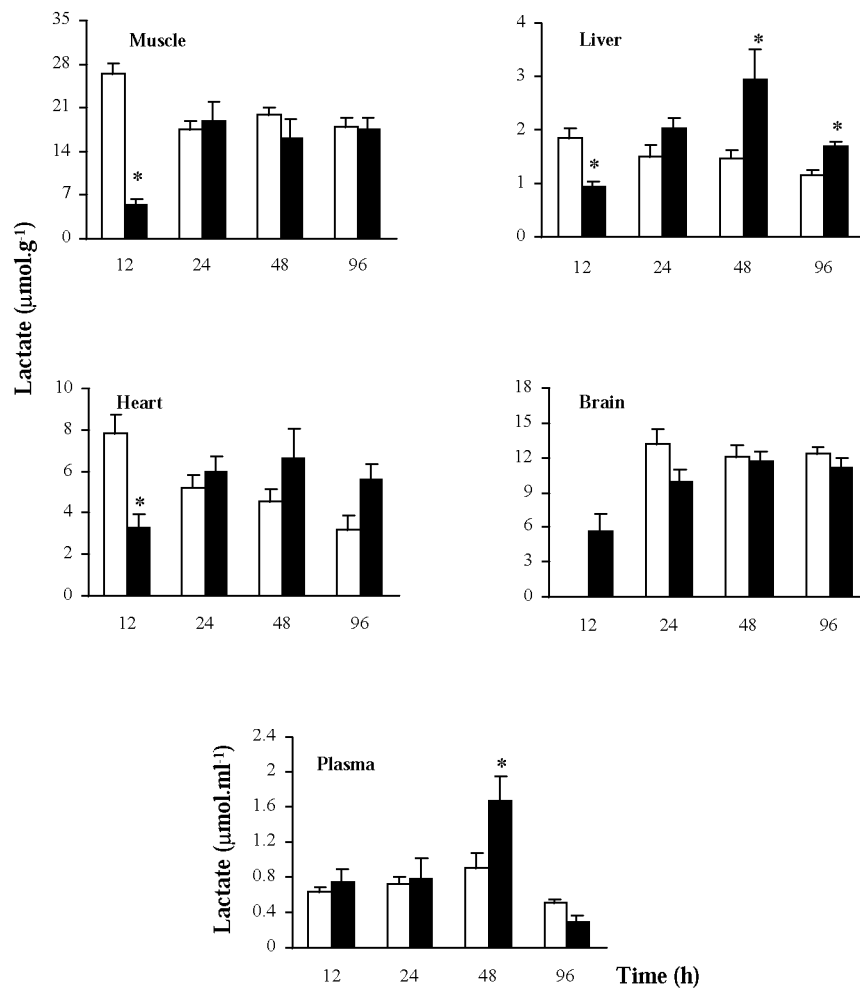 Muscle
35
28
21
14
7
0
*
12 24 48 96
Liver
4
3
2
1
0
* * *
12 24 48 96
Lactate (μmol.g⁻¹)
Heart
10
8
6
4
2
0
*
12 24 48 96
Brain
18
15
12
9
6
3
0
12 24 48 96
Plasma
2.4
2
1.6
1.2
0.8
0.4
0
*
Lactate (μmol.ml⁻¹)
12 24 48 96 Time (h)